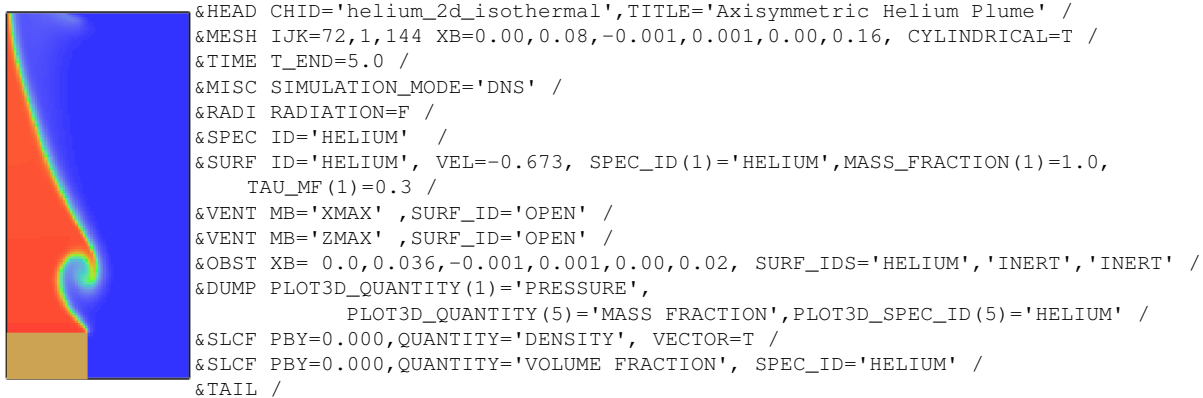 &HEAD CHID='helium_2d_isothermal',TITLE='Axisymmetric Helium Plume' /
&MESH IJK=72,1,144 XB=0.00,0.08,-0.001,0.001,0.00,0.16, CYLINDRICAL=T /
&TIME T_END=5.0 /
&MISC SIMULATION_MODE='DNS' /
&RADI RADIATION=F /
&SPEC ID='HELIUM' /
&SURF ID='HELIUM', VEL=-0.673, SPEC_ID(1)='HELIUM',MASS_FRACTION(1)=1.0,
TAU_MF(1)=0.3 /
&VENT MB='XMAX' ,SURF_ID='OPEN' /
&VENT MB='ZMAX' ,SURF_ID='OPEN' /
&OBST XB= 0.0,0.036,-0.001,0.001,0.00,0.02, SURF_IDS='HELIUM','INERT','INERT' /
&DUMP PLOT3D_QUANTITY(1)='PRESSURE',
PLOT3D_QUANTITY(5)='MASS FRACTION',PLOT3D_SPEC_ID(5)='HELIUM' /
&SLCF PBY=0.000,QUANTITY='DENSITY', VECTOR=T /
&SLCF PBY=0.000,QUANTITY='VOLUME FRACTION', SPEC_ID='HELIUM' /
&TAIL /